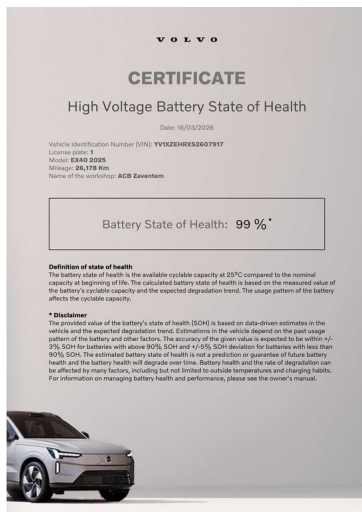 VOLVO
CERTIFICATE
High Voltage Battery State of Health
Date: 16/03/2026
Vehicle Identification Number (VIN): YV1XZEHRXS2607917
License plate: 1
Model: EX40 2025
Mileage: 26,178 Km
Name of the workshop: ACB Zaventem
Battery State of Health: 99 %*
Definition of state of health
The battery state of health is the available cyclable capacity at 25ºC compared to the nominal
capacity at beginning of life. The calculated battery state of health is based on the measured value of
the battery's cyclable capacity and the expected degradation trend. The usage pattern of the battery
affects the cyclable capacity.
* Disclaimer
The provided value of the battery's state of health (SOH) is based on data-driven estimates in the
vehicle and the expected degradation trend. Estimations in the vehicle depend on the past usage
pattern of the battery and other factors. The accuracy of the given value is expected to be within +/-
3% SOH for batteries with above 90% SOH and +/-5% SOH deviation for batteries with less than
90% SOH. The estimated battery state of health is not a prediction or guarantee of future battery
health and the battery health will degrade over time. Battery health and the rate of degradation can
be affected by many factors, including but not limited to outside temperatures and charging habits.
For information on managing battery health and performance, please see the owner's manual.